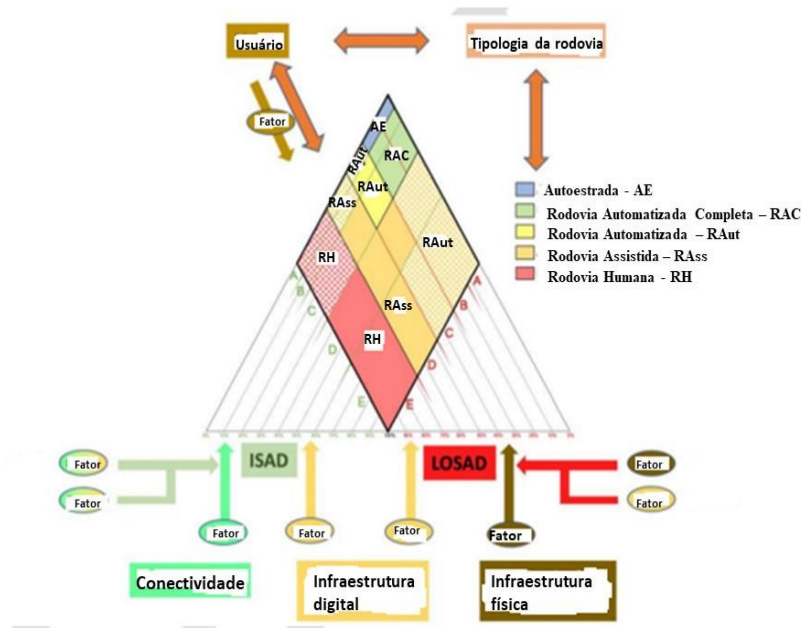 Usuário
Tipologia da rodovia
Fator
AE
RAut
RAC
RAut
RAss
RAut
RH
RAss
RH
Autoestrada - AE
Rodovia Automatizada Completa – RAC
Rodovia Automatizada – RAut
Rodovia Assistida – RAss
Rodovia Humana - RH
A
B
C
D
E
A
B
C
D
E
ISAD
LOSAD
Fator
Fator
Fator
Fator
Fator
Fator
Fator
Fator
Conectividade
Infraestrutura
digital
Infraestrutura
física